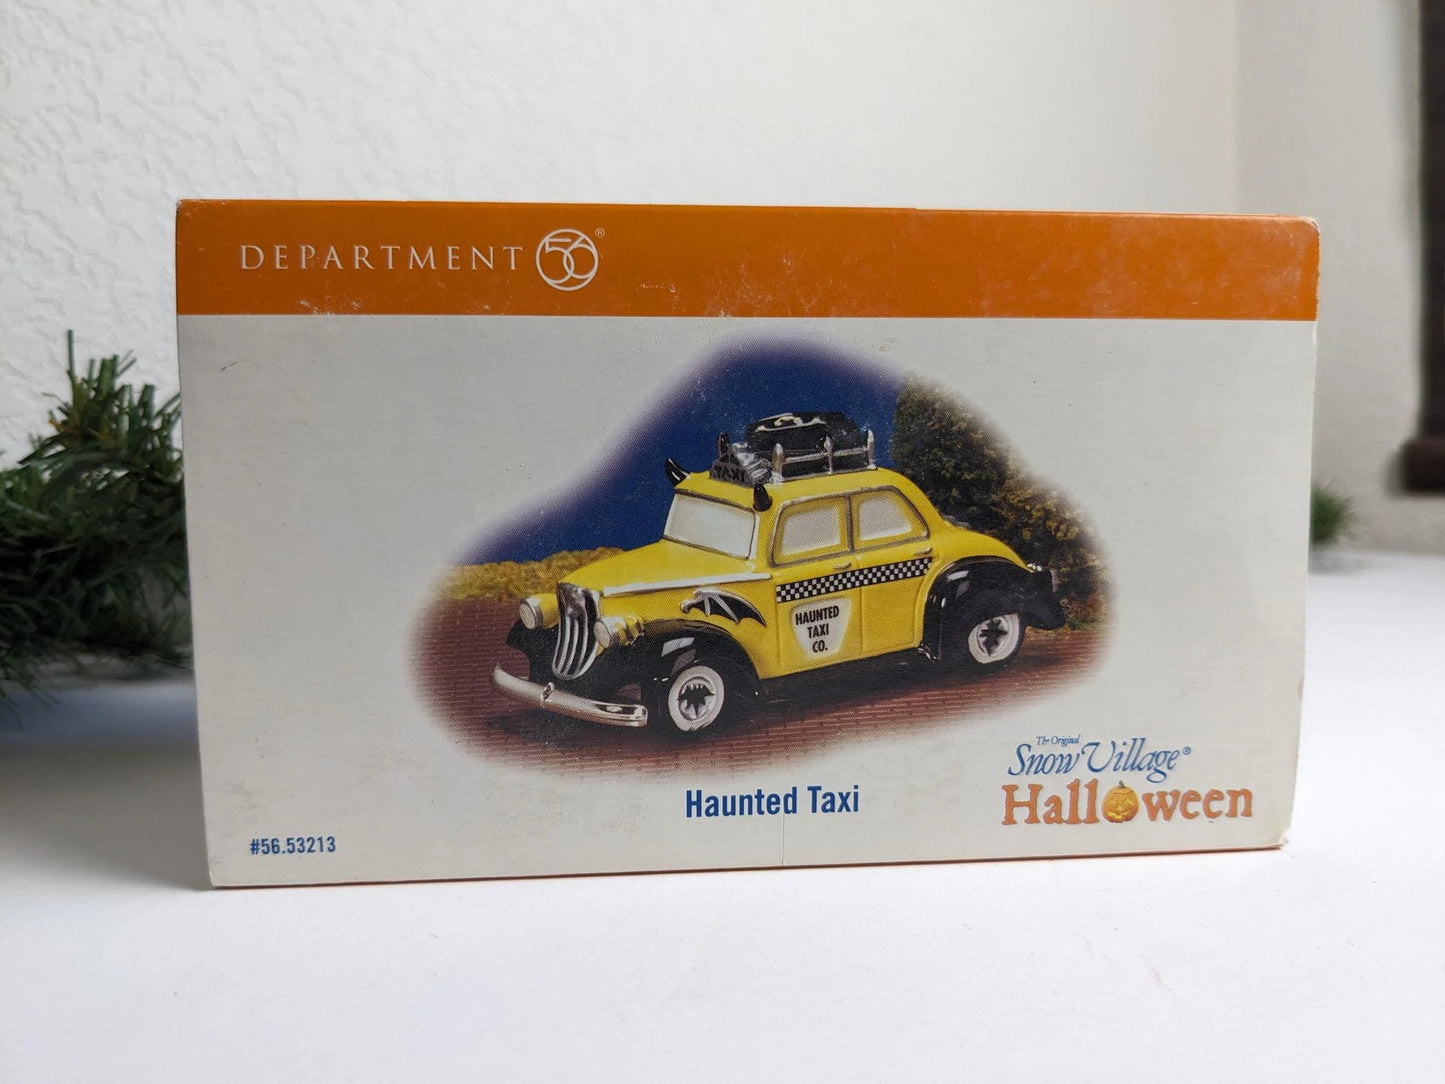 DEPARTMENT 56®
TAXI
HAUNTED
TAXI
CO.
Haunted Taxi
The Original
Snow Village®
Halloween
#56.53213